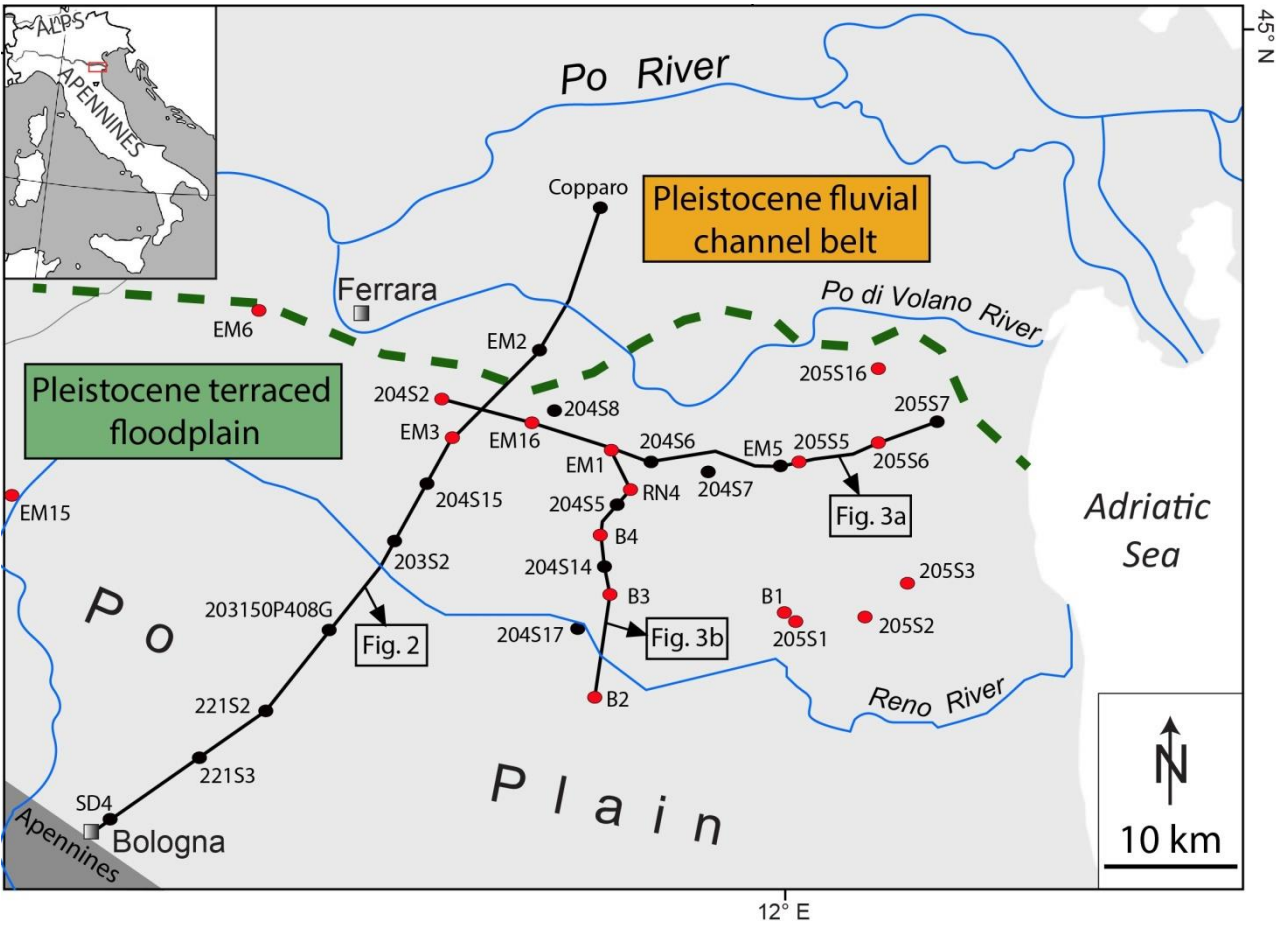 ALPS
APENNINES
45° N
Po River
Copparo
Pleistocene fluvial
channel belt
Ferrara
Po di Volano River
EM6
EM2
205S16
Pleistocene terraced
floodplain
204S2
204S8
205S7
EM3
EM16
204S6
EM5
205S5
EM1
205S6
204S7
EM15
204S15
RN4
204S5
Fig. 3a
Adriatic
Sea
B4
203S2
204S14
205S3
Po
203150P408G
B3
B1
205S1
205S2
Fig. 2
204S17
Fig. 3b
Reno River
221S2
B2
221S3
Plain
N
SD4
Bologna
Apennines
10 km
12° E